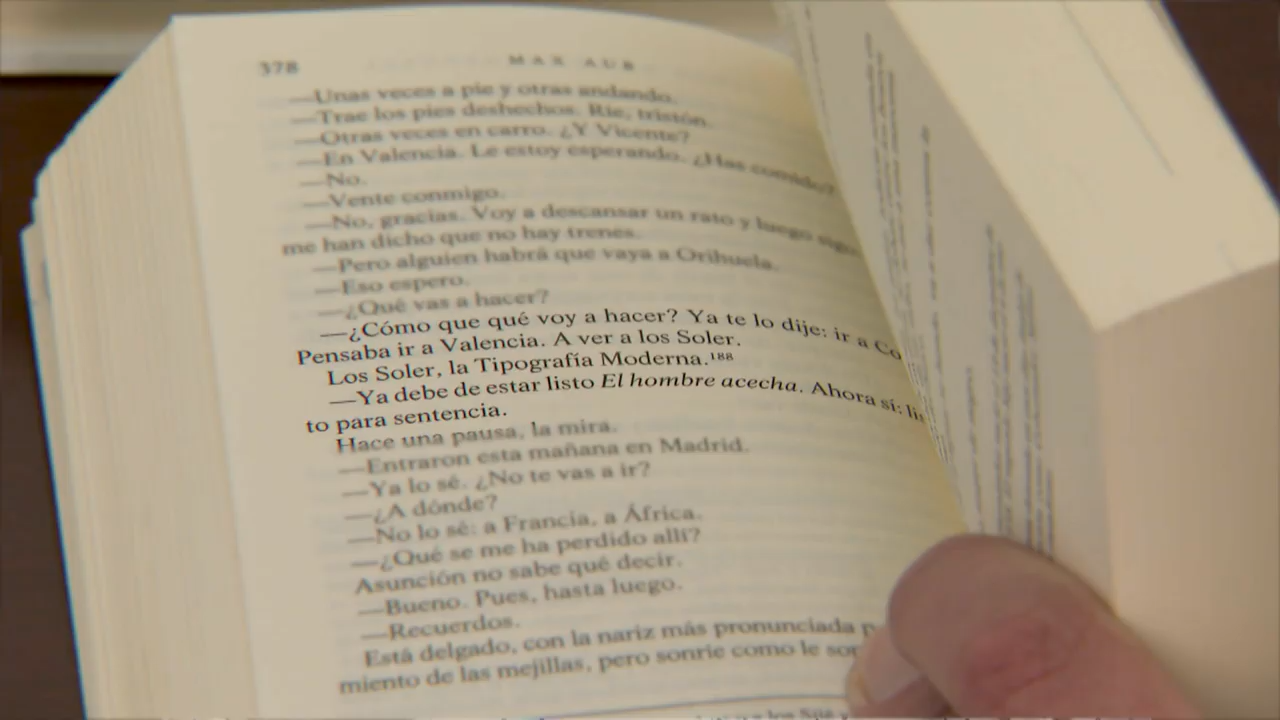 378
MAX AUB
—Unas veces a pie y otras andando.
—Trae los pies deshechos. Ríe, tristón.
—Otras veces en carro. ¿Y Vicente?
—En Valencia. Le estoy esperando. ¿Has comido?
—No.
—Vente conmigo.
—No, gracias. Voy a descansar un rato y luego
me han dicho que no hay trenes.
—Pero alguien habrá que vaya a Orihuela.
—Eso espero.
—¿Qué vas a hacer?
—¿Cómo que qué voy a hacer? Ya te lo dije: ir a Co
Pensaba ir a Valencia. A ver a los Soler.
Los Soler, la Tipografía Moderna.¹⁸⁸
—Ya debe de estar listo El hombre acecha. Ahora sí: lis
to para sentencia.
Hace una pausa, la mira.
—Entraron esta mañana en Madrid.
—Ya lo sé. ¿No te vas a ir?
—¿A dónde?
—No lo sé: a Francia, a África.
—¿Qué se me ha perdido allí?
Asunción no sabe qué decir.
—Bueno. Pues, hasta luego.
—Recuerdos.
Está delgado, con la nariz más pronunciada p
miento de las mejillas, pero sonríe como le